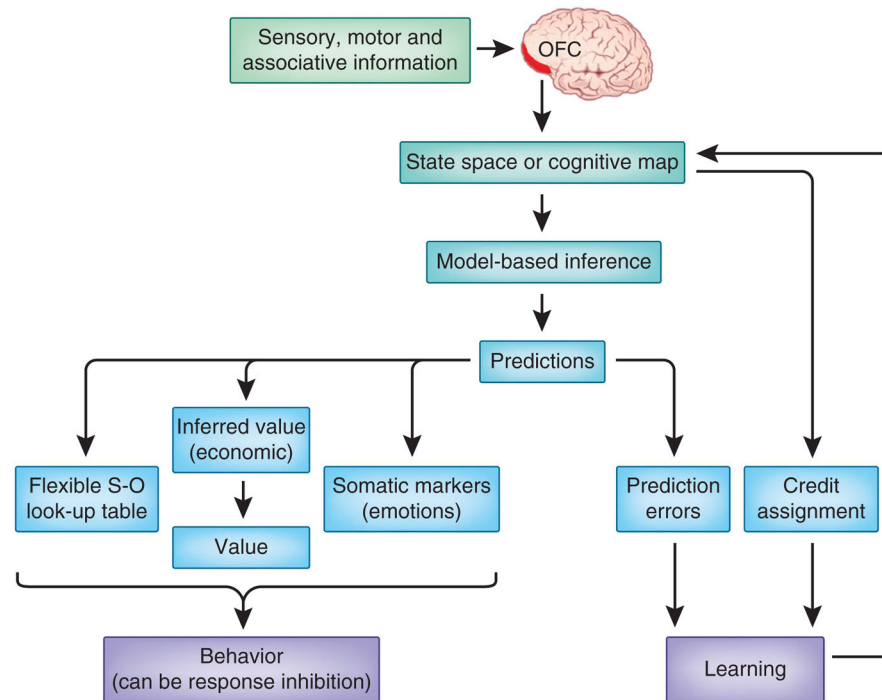 Sensory, motor and
associative information
OFC
State space or cognitive map
Model-based inference
Predictions
Inferred value
(economic)
Flexible S-O
look-up table
Somatic markers
(emotions)
Prediction
errors
Credit
assignment
Value
Behavior
(can be response inhibition)
Learning